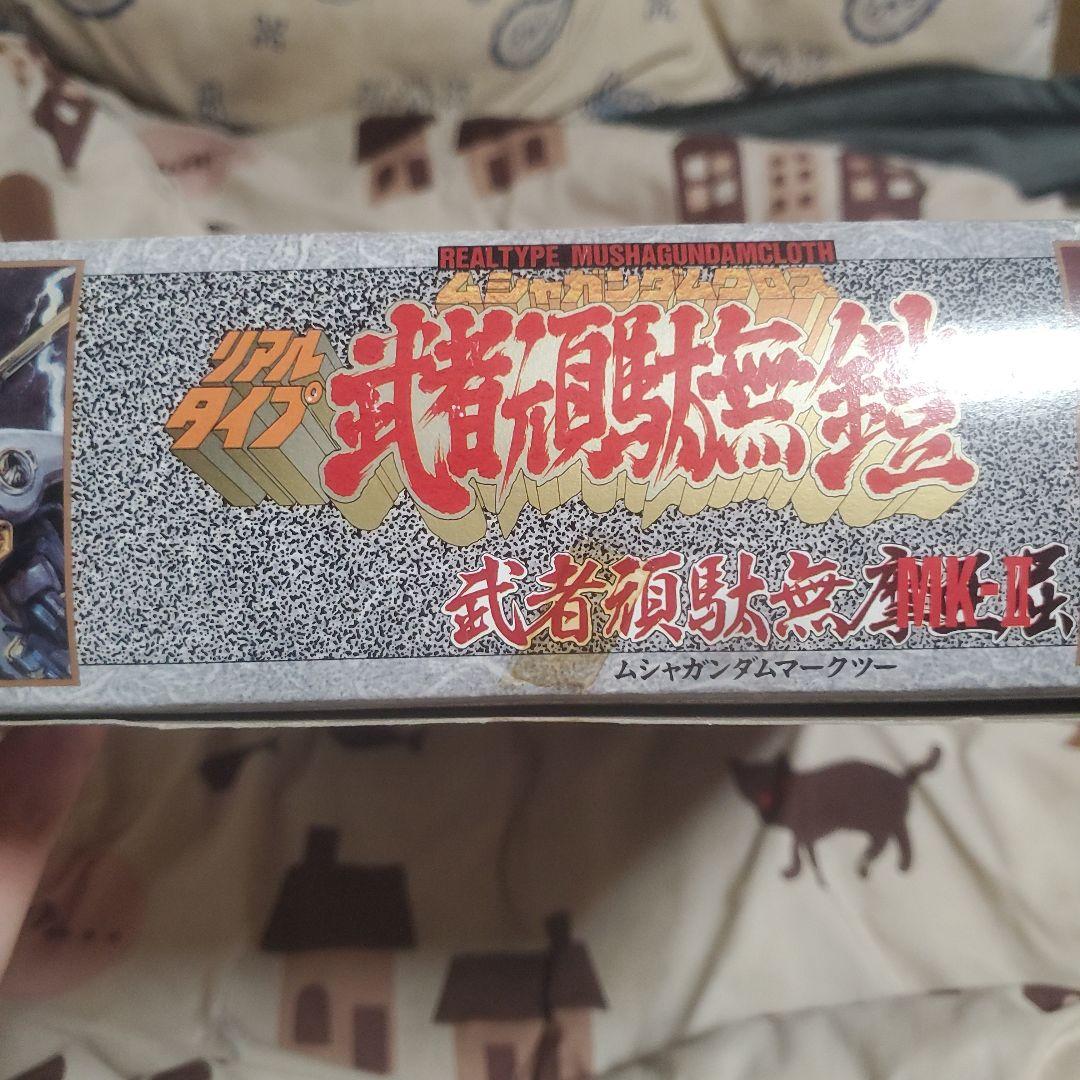 REALTYPE MUSHAGUNDAMCLOTH
ムシャガンダムクロス
リアル
タイプ
武者頑駄無鎧
武者頑駄無摩屈MK-II
ムシャガンダムマークツー